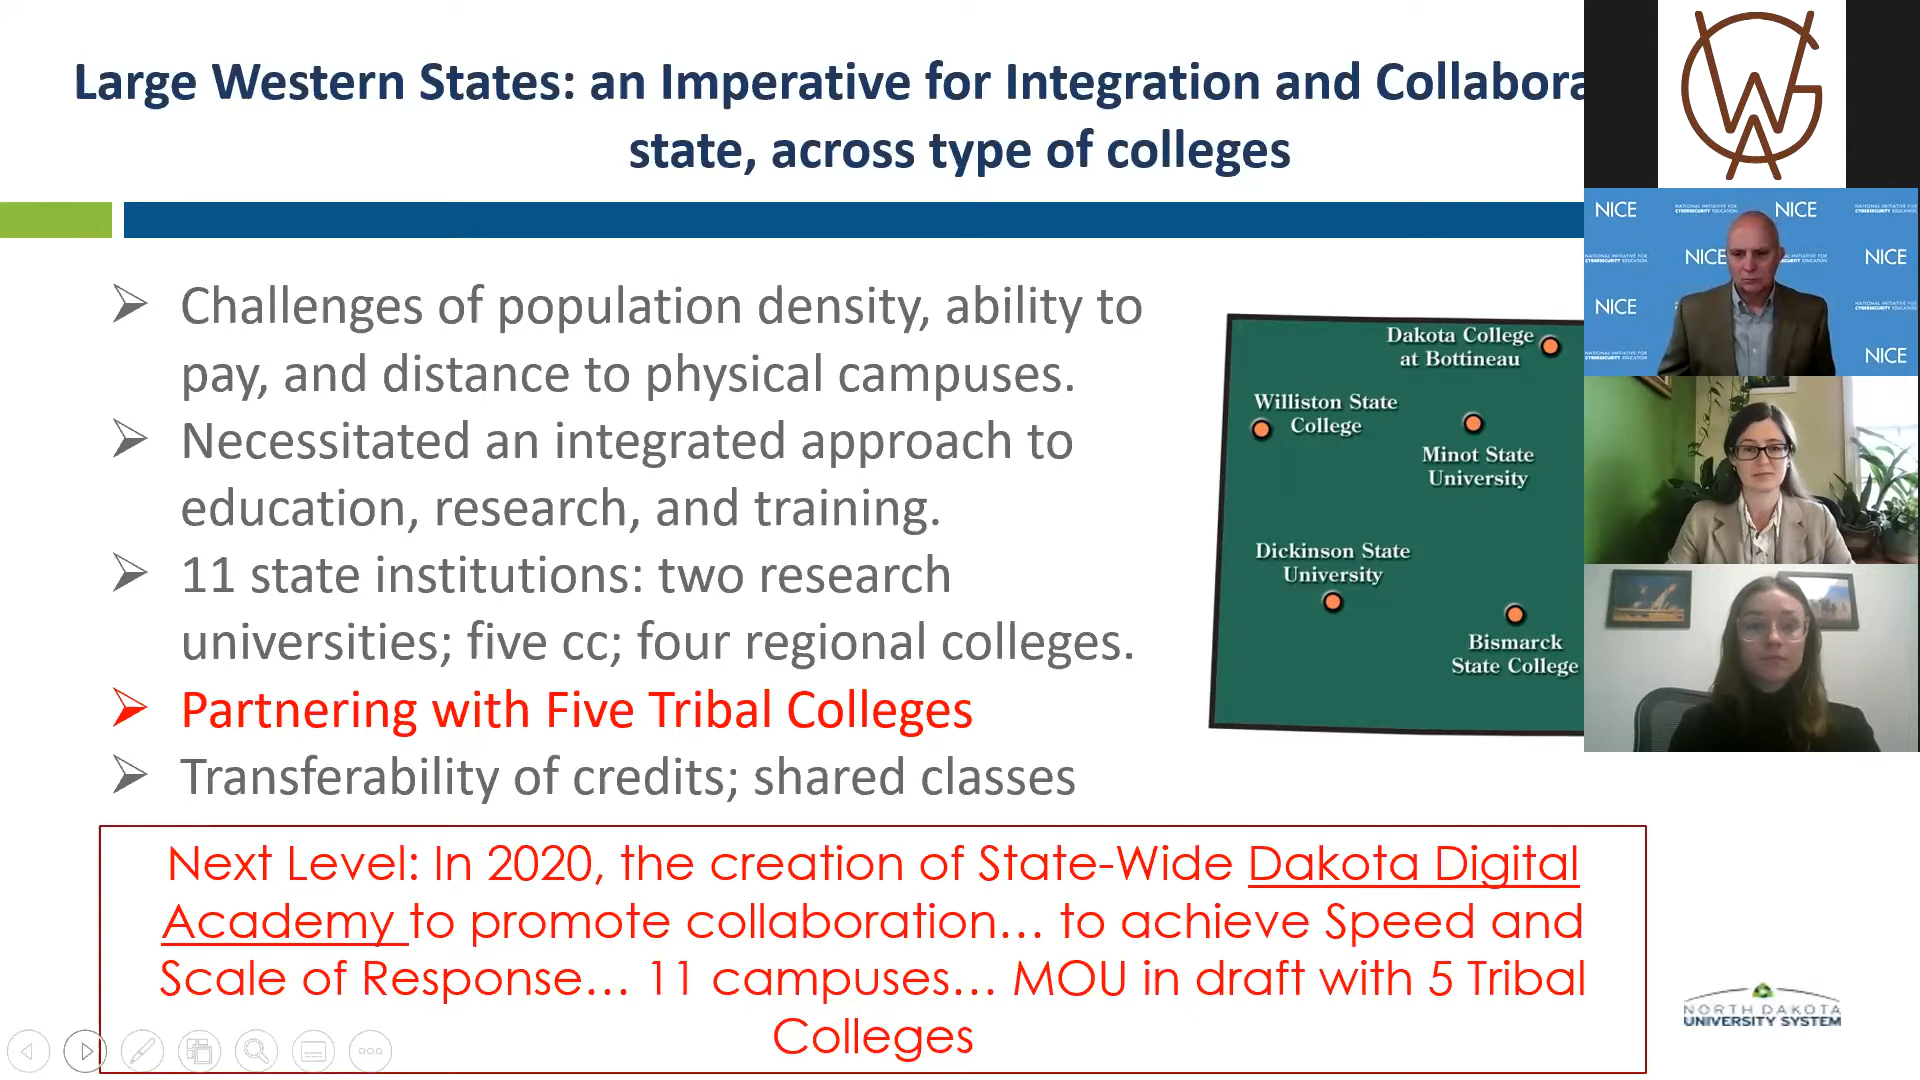 Large Western States: an Imperative for Integration and Collabora
state, across type of colleges
Challenges of population density, ability to
pay, and distance to physical campuses.
Necessitated an integrated approach to
education, research, and training.
11 state institutions: two research
universities; five cc; four regional colleges.
Partnering with Five Tribal Colleges
Transferability of credits; shared classes
Dakota College
at Bottineau
Williston State
College
Minot State
University
Dickinson State
University
Bismarck
State College
Next Level: In 2020, the creation of State-Wide Dakota Digital
Academy to promote collaboration... to achieve Speed and
Scale of Response... 11 campuses... MOU in draft with 5 Tribal
Colleges
NORTH DAKOTA
UNIVERSITY SYSTEM
NICE
NATIONAL INITIATIVE FOR
CYBERSECURITY EDUCATION
NICE
NICE
NICE
NICE
NICE